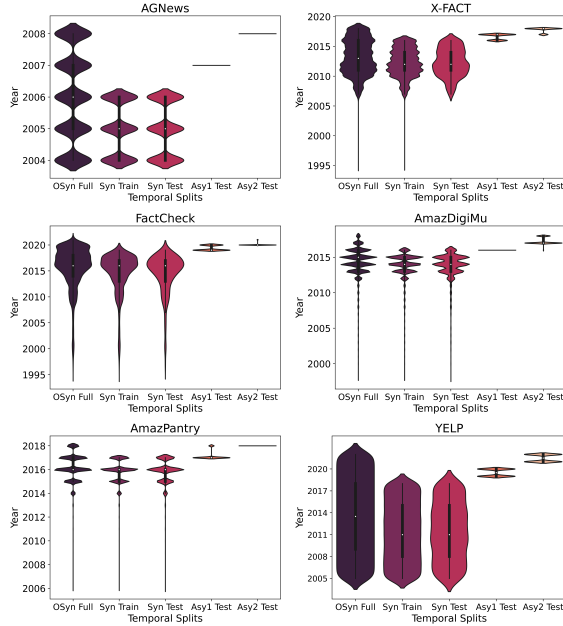 AGNews
Year
2008
2007
2006
2005
2004
OSyn Full Syn Train Syn Test Asy1 Test Asy2 Test
Temporal Splits
X-FACT
Year
2020
2015
2010
2005
2000
1995
OSyn Full Syn Train Syn Test Asy1 Test Asy2 Test
Temporal Splits
FactCheck
Year
2020
2015
2010
2005
2000
1995
OSyn Full Syn Train Syn Test Asy1 Test Asy2 Test
Temporal Splits
AmazDigiMu
Year
2015
2010
2005
2000
OSyn Full Syn Train Syn Test Asy1 Test Asy2 Test
Temporal Splits
AmazPantry
Year
2018
2016
2014
2012
2010
2008
2006
OSyn Full Syn Train Syn Test Asy1 Test Asy2 Test
Temporal Splits
YELP
Year
2020
2017
2014
2011
2008
2005
OSyn Full Syn Train Syn Test Asy1 Test Asy2 Test
Temporal Splits